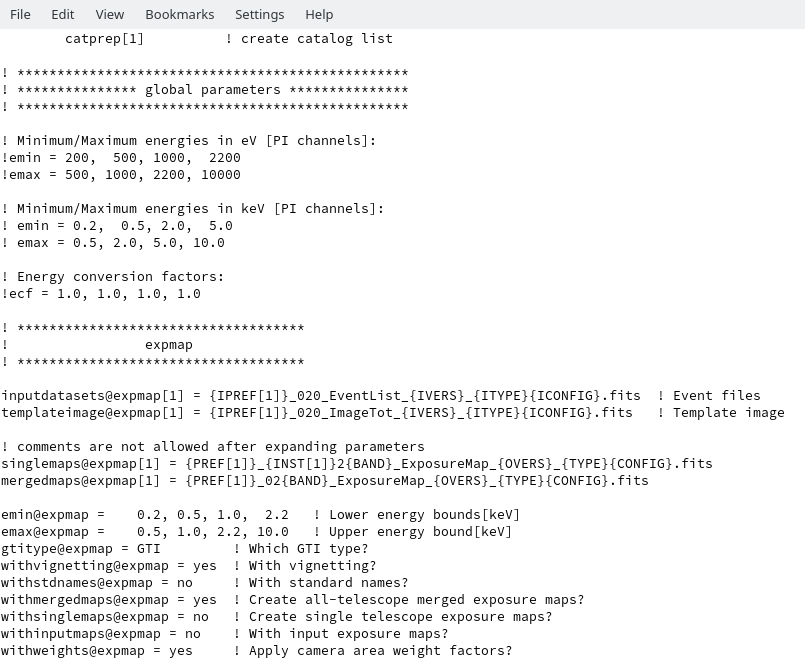 File Edit View Bookmarks Settings Help
        catprep[1]          ! create catalog list
! *************************************************
! *************** global parameters ***************
! *************************************************
! Minimum/Maximum energies in eV [PI channels]:
!emin = 200,  500, 1000,  2200
!emax = 500, 1000, 2200, 10000
! Minimum/Maximum energies in keV [PI channels]:
! emin = 0.2,  0.5, 2.0,  5.0
! emax = 0.5, 2.0, 5.0, 10.0
! Energy conversion factors:
!ecf = 1.0, 1.0, 1.0, 1.0
! ************************************
!                 expmap
! ************************************
inputdatasets@expmap[1] = {IPREF[1]}_020_EventList_{IVERS}_{ITYPE}{ICONFIG}.fits  ! Event files
templateimage@expmap[1] = {IPREF[1]}_020_ImageTot_{IVERS}_{ITYPE}{ICONFIG}.fits   ! Template image
! comments are not allowed after expanding parameters
singlemaps@expmap[1] = {PREF[1]}_{INST[1]}2{BAND}_ExposureMap_{OVERS}_{TYPE}{CONFIG}.fits
mergedmaps@expmap[1] = {PREF[1]}_02{BAND}_ExposureMap_{OVERS}_{TYPE}{CONFIG}.fits
emin@expmap =    0.2, 0.5, 1.0,  2.2   ! Lower energy bounds[keV]
emax@expmap =    0.5, 1.0, 2.2, 10.0   ! Upper energy bound[keV]
gtitype@expmap = GTI         ! Which GTI type?
withvignetting@expmap = yes  ! With vignetting?
withstdnames@expmap = no     ! With standard names?
withmergedmaps@expmap = yes  ! Create all-telescope merged exposure maps?
withsinglemaps@expmap = no   ! Create single telescope exposure maps?
withinputmaps@expmap = no    ! With input exposure maps?
withweights@expmap = yes     ! Apply camera area weight factors?